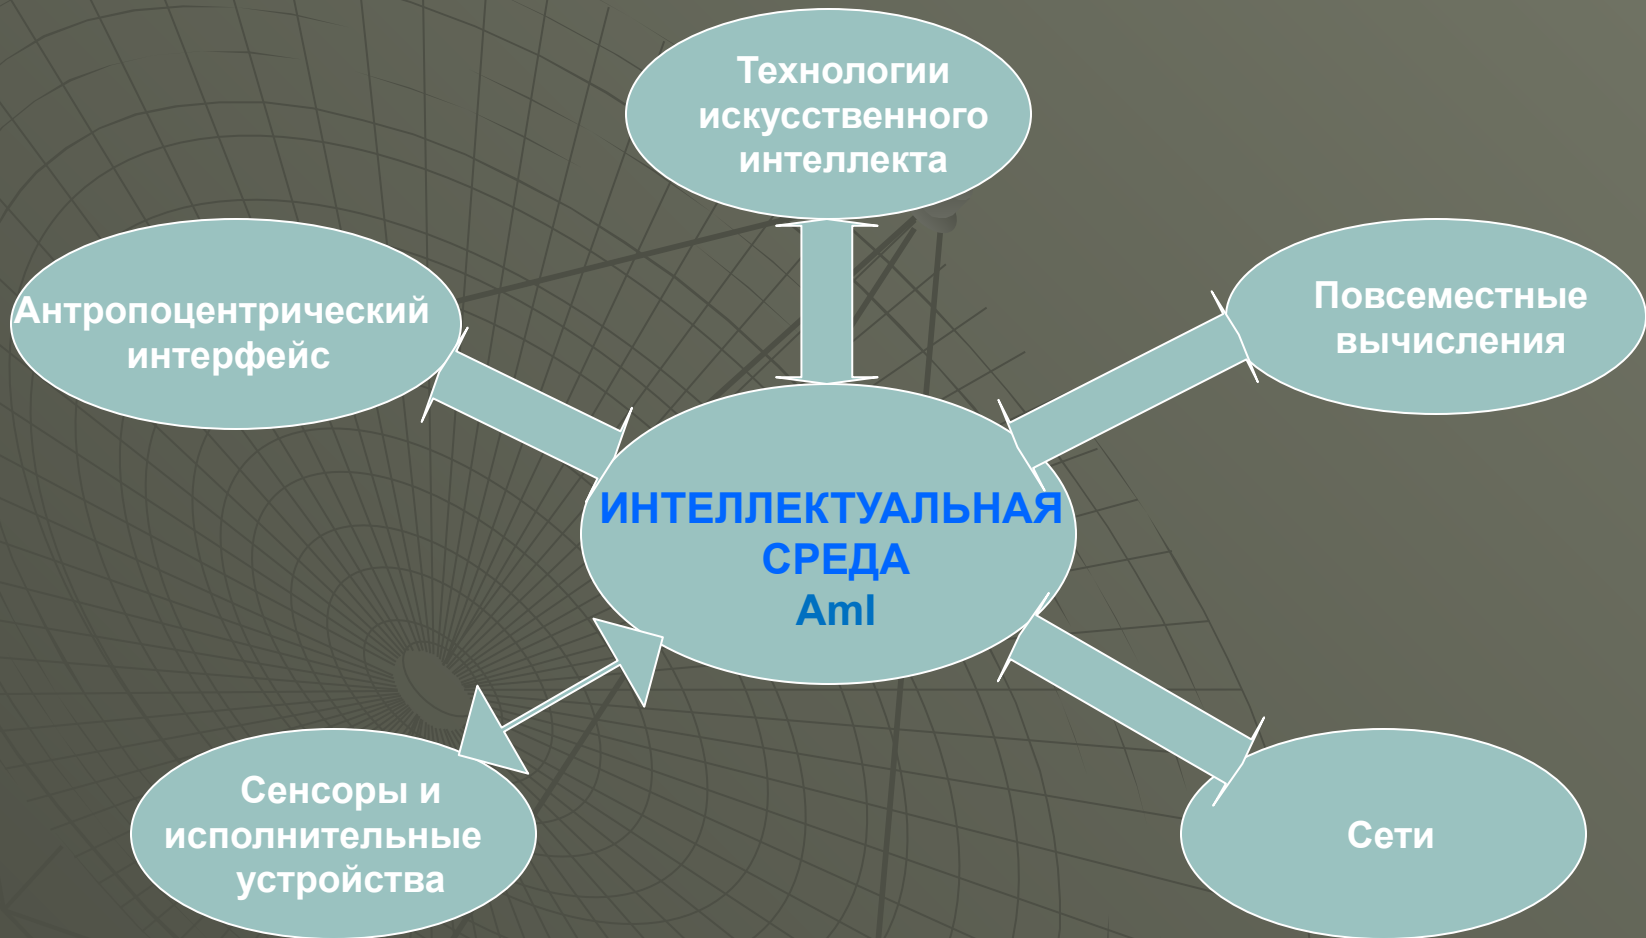 Технологии
искусственного
интеллекта
Антропоцентрический
интерфейс
Повсеместные
вычисления
ИНТЕЛЛЕКТУАЛЬНАЯ
СРЕДА
AmI
Сенсоры и
исполнительные
устройства
Сети